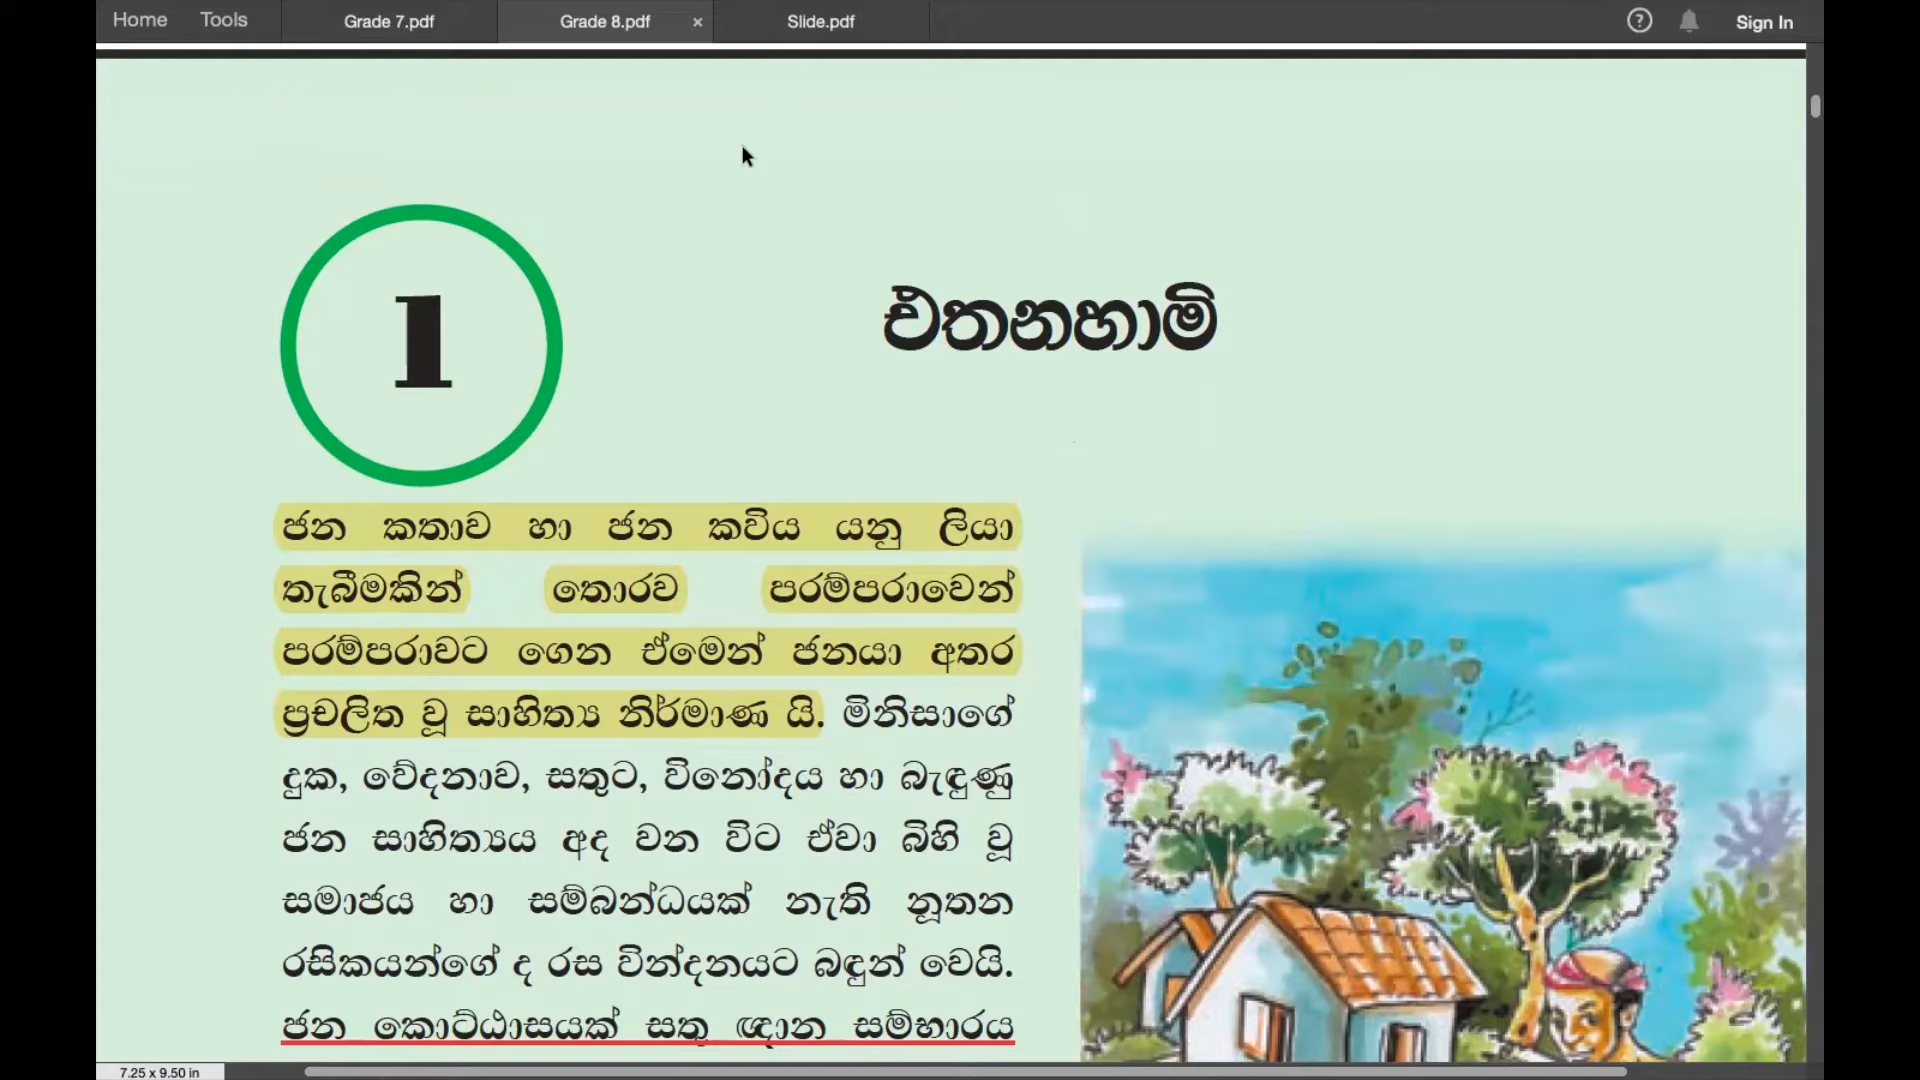 Home Tools Grade 7.pdf Grade 8.pdf × Slide.pdf ? Sign In
1
එතනහාමි
ජන කතාව හා ජන කවිය යනු ලියා
තැබීමකින් තොරව පරම්පරාවෙන්
පරම්පරාවට ගෙන ඒමෙන් ජනයා අතර
ප්‍රචලිත වූ සාහිත්‍ය නිර්මාණ යි. මිනිසාගේ
දුක, වේදනාව, සතුට, විනෝදය හා බැඳුණු
ජන සාහිත්‍යය අද වන විට ඒවා බිහි වූ
සමාජය හා සම්බන්ධයක් නැති නූතන
රසිකයන්ගේ ද රස වින්දනයට බඳුන් වෙයි.
ජන කොට්ඨාසයක් සතු ඥාන සම්භාරය
7.25 x 9.50 in